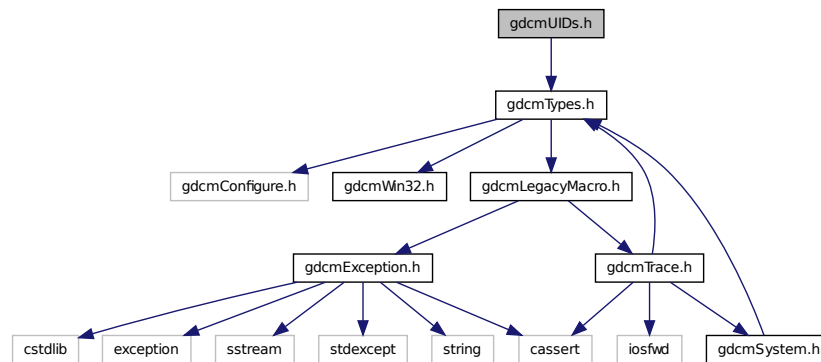 gdcmUIDs.h
gdcmTypes.h
gdcmConfigure.h
gdcmWin32.h
gdcmLegacyMacro.h
gdcmException.h
gdcmTrace.h
cstdlib
exception
sstream
stdexcept
string
cassert
iosfwd
gdcmSystem.h